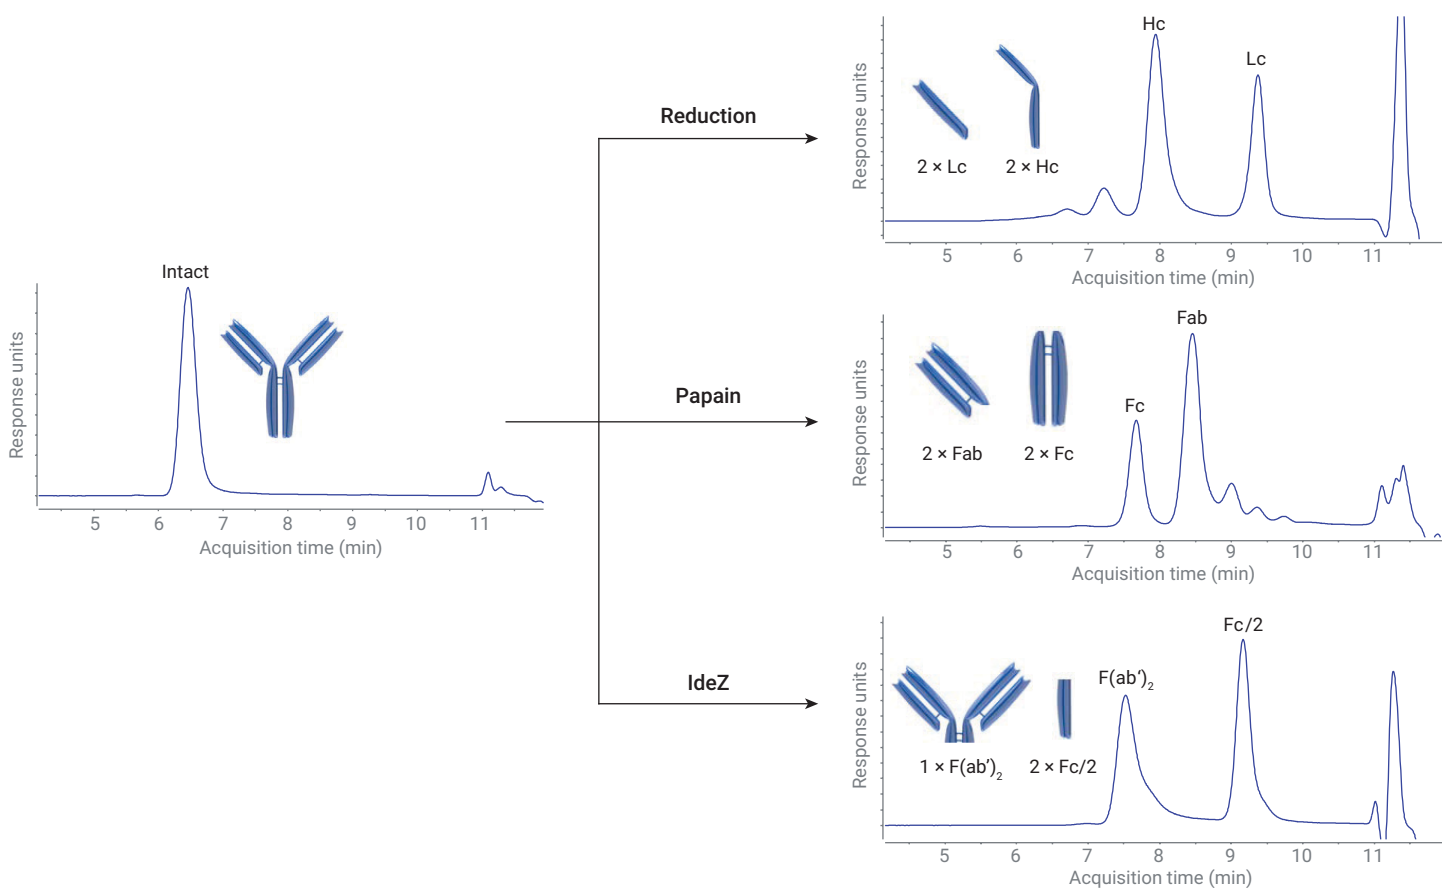 Intact
Response units
5 6 7 8 9 10 11
Acquisition time (min)
Reduction
Papain
IdeZ
Hc
Lc
Response units
2 × Lc 2 × Hc
5 6 7 8 9 10 11
Acquisition time (min)
Fab
Fc
Response units
2 × Fab 2 × Fc
5 6 7 8 9 10 11
Acquisition time (min)
Fc/2
F(ab‘)₂
Response units
1 × F(ab’)₂ 2 × Fc/2
5 6 7 8 9 10 11
Acquisition time (min)